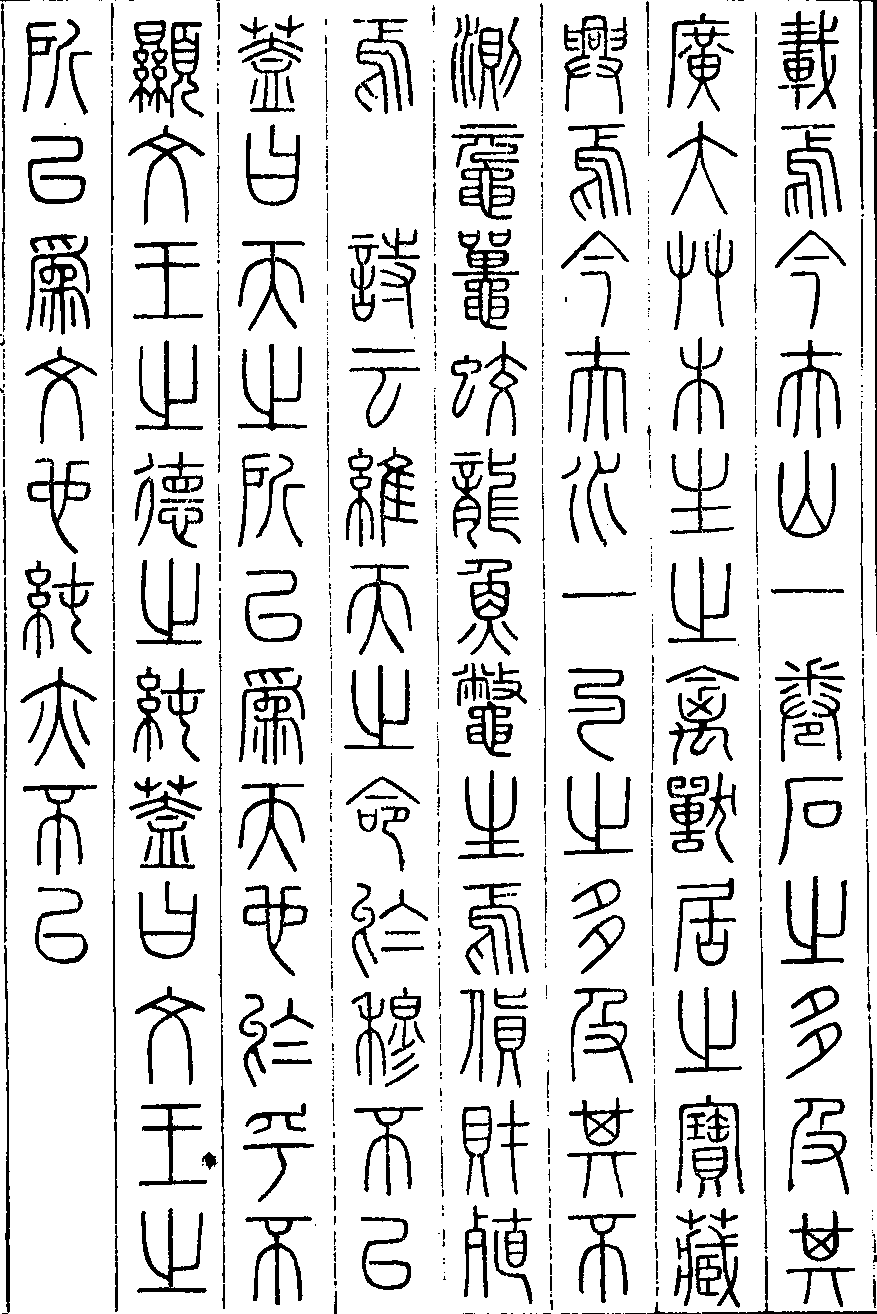 載焉今夫山一卷石之多及其
廣大艸木生之禽獸居之寶藏
興焉今夫水一勺之多及其不
測黿鼉蛟龍魚鼈生焉貨財殖
焉 詩云維天之命於穆不已
蓋曰天之所以爲天也於乎不
顯文王之德之純蓋曰文王之
所以爲文也純亦不已